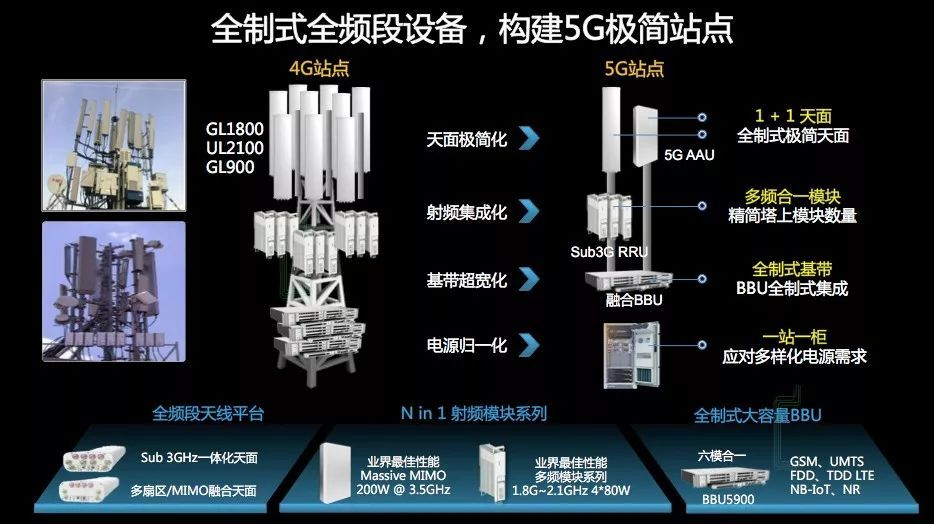 全制式全频段设备，构建5G极简站点
4G站点
5G站点
GL1800
UL2100
GL900
天面极简化
射频集成化
基带超宽化
电源归一化
5G AAU
Sub3G RRU
融合BBU
1 + 1 天面
全制式极简天面
多频合一模块
精简塔上模块数量
全制式基带
BBU全制式集成
一站一柜
应对多样化电源需求
全频段天线平台
Sub 3GHz一体化天面
多扇区/MIMO融合天面
N in 1 射频模块系列
业界最佳性能
Massive MIMO
200W @ 3.5GHz
业界最佳性能
多频模块系列
1.8G~2.1GHz 4*80W
全制式大容量BBU
六模合一
BBU5900
GSM、UMTS
FDD、TDD LTE
NB-IoT、NR